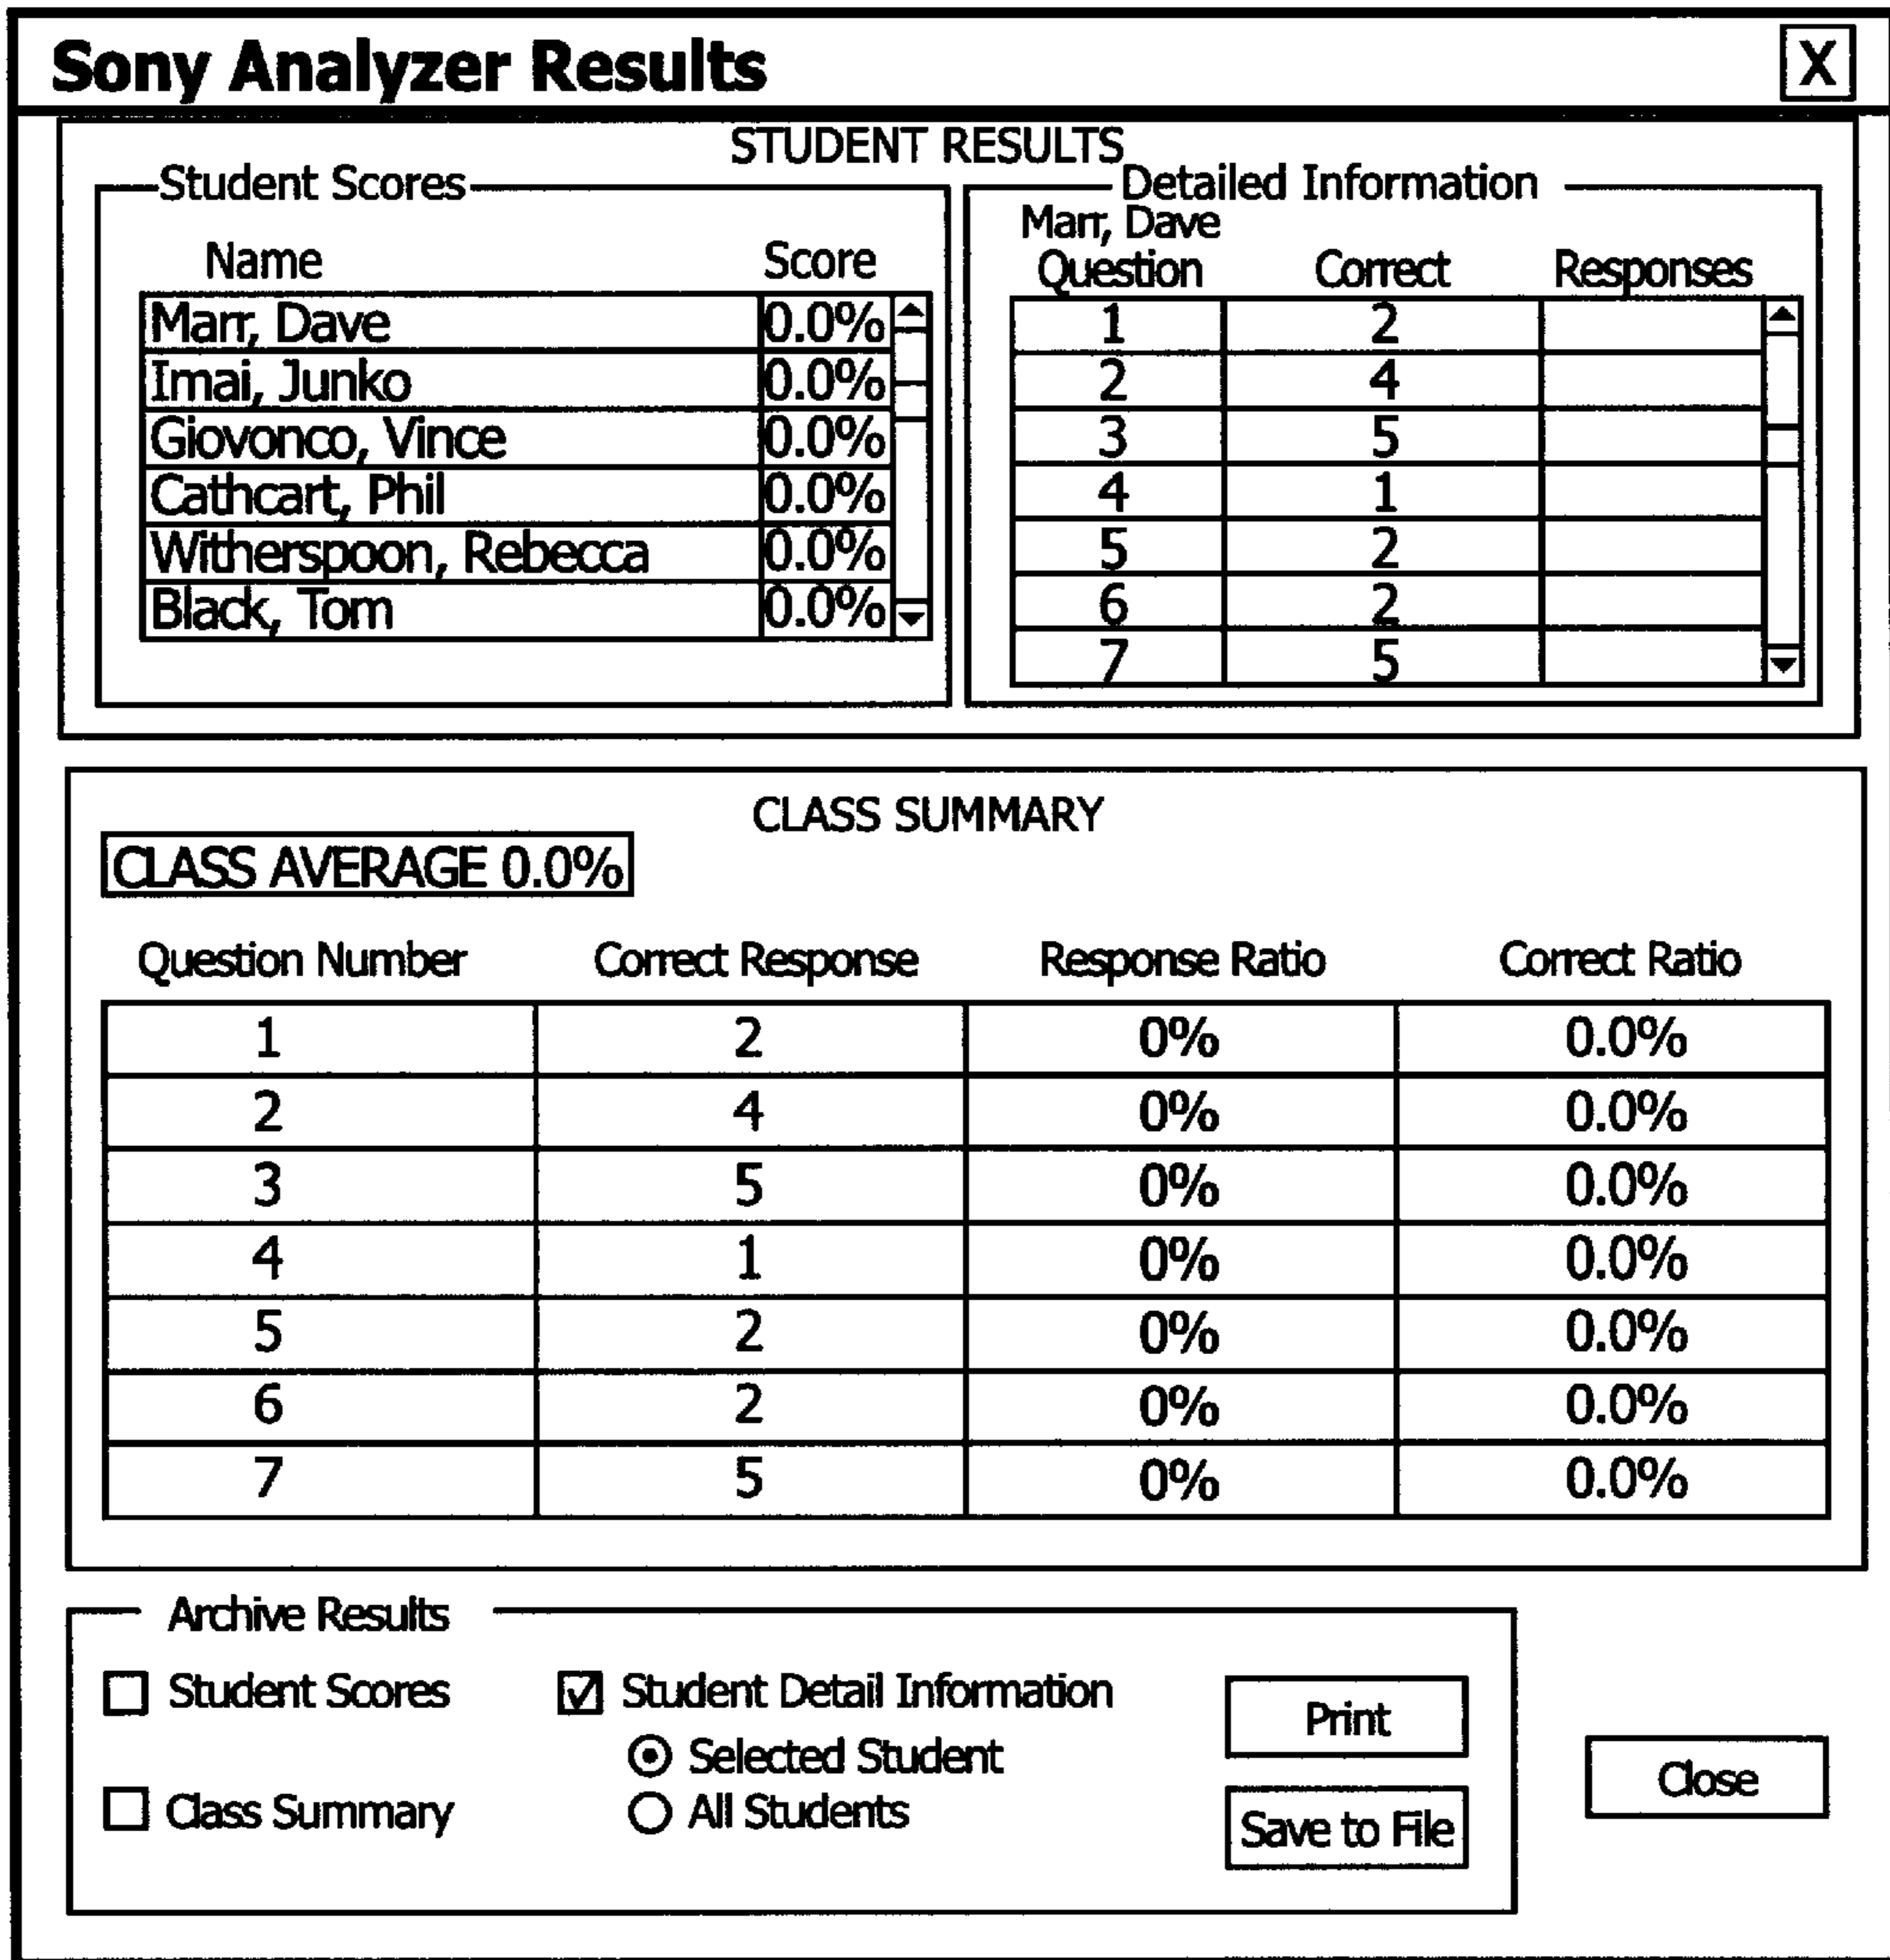 Sony Analyzer Results X
STUDENT RESULTS
Student Scores
Name Score
Marr, Dave 0.0%
Imai, Junko 0.0%
Giovonco, Vince 0.0%
Cathcart, Phil 0.0%
Witherspoon, Rebecca 0.0%
Black, Tom 0.0%
Detailed Information
Marr, Dave
Question Correct Responses
1 2
2 4
3 5
4 1
5 2
6 2
7 5
CLASS SUMMARY
CLASS AVERAGE 0.0%
Question Number Correct Response Response Ratio Correct Ratio
1 2 0% 0.0%
2 4 0% 0.0%
3 5 0% 0.0%
4 1 0% 0.0%
5 2 0% 0.0%
6 2 0% 0.0%
7 5 0% 0.0%
Archive Results
Student Scores
Class Summary
Student Detail Information
Selected Student
All Students
Print
Save to File
Close